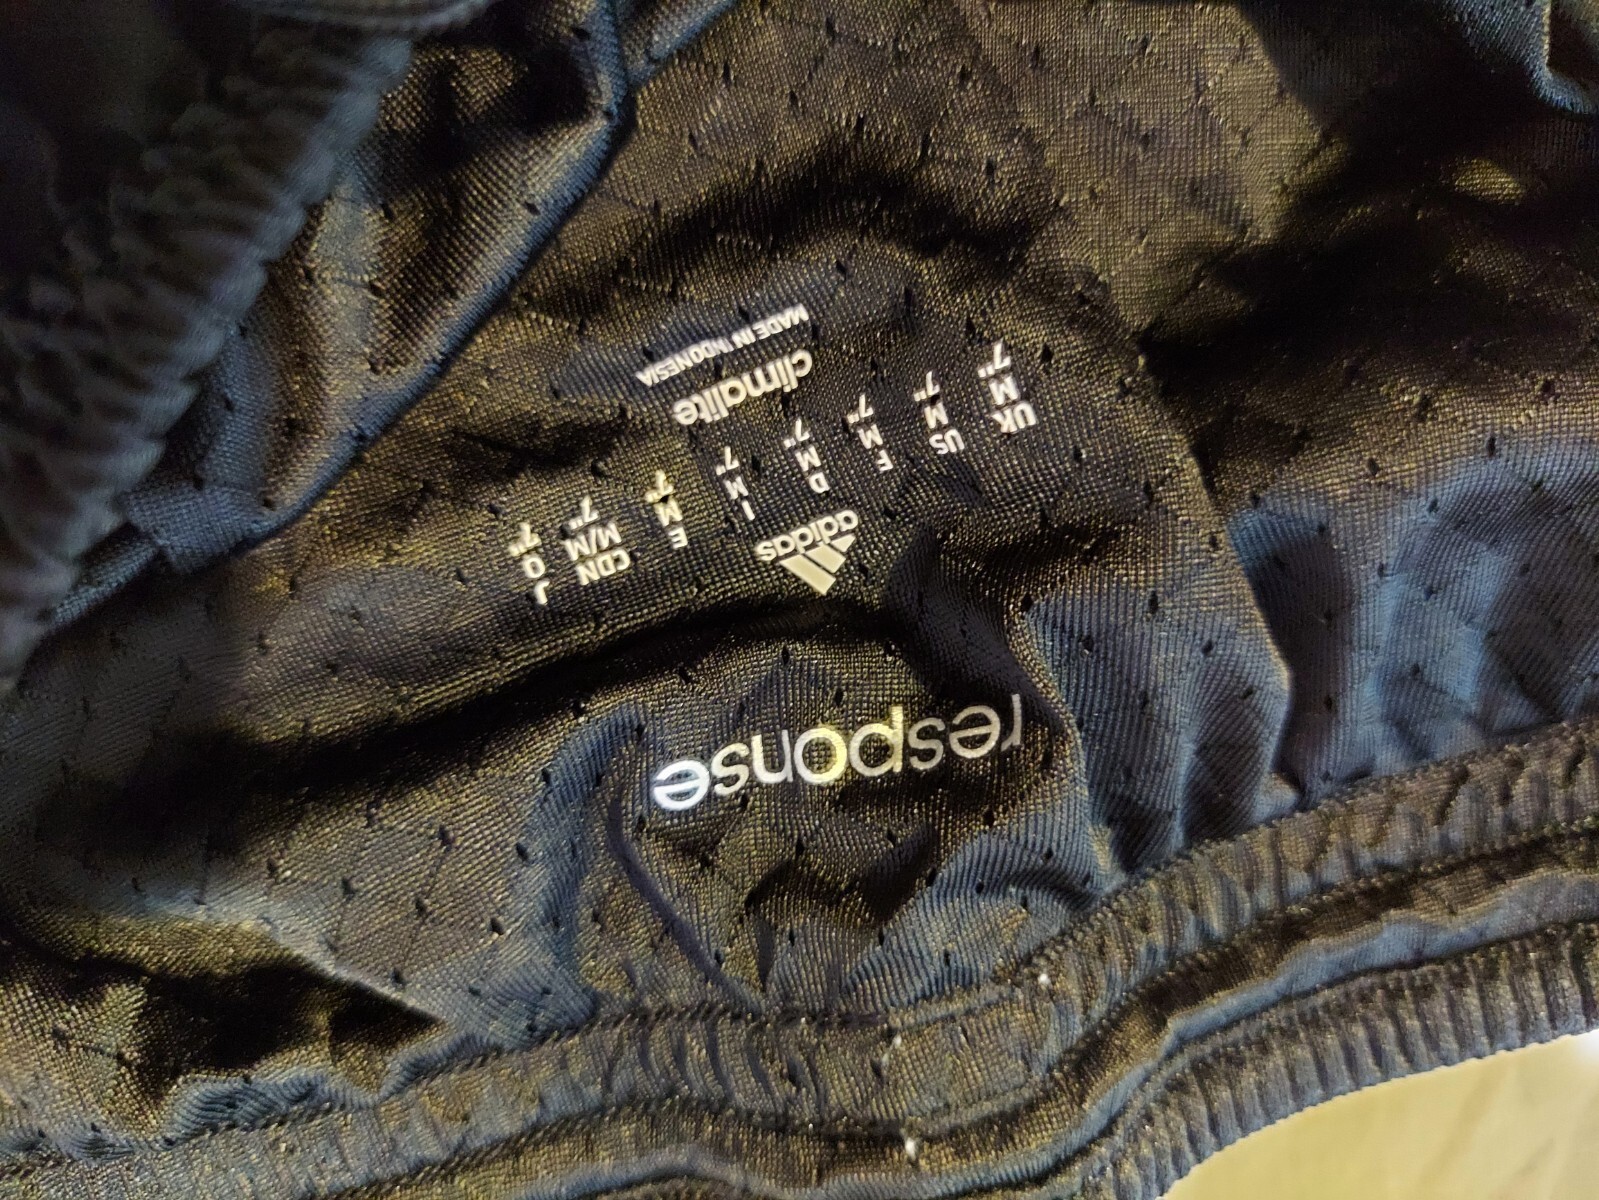 response
adidas
UK US F D I E CDN J
M M M M M M M/M O
7" 7" 7" 7" 7" 7" 7" 7"
climalite
MADE IN INDONESIA